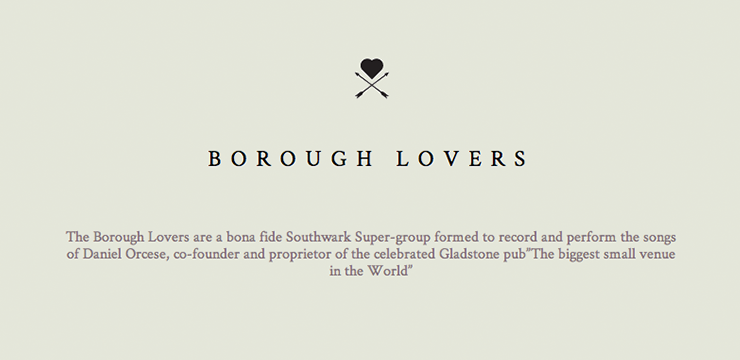 BOROUGH LOVERS
The Borough Lovers are a bona fide Southwark Super-group formed to record and perform the songs
of Daniel Orcese, co-founder and proprietor of the celebrated Gladstone pub”The biggest small venue
in the World”